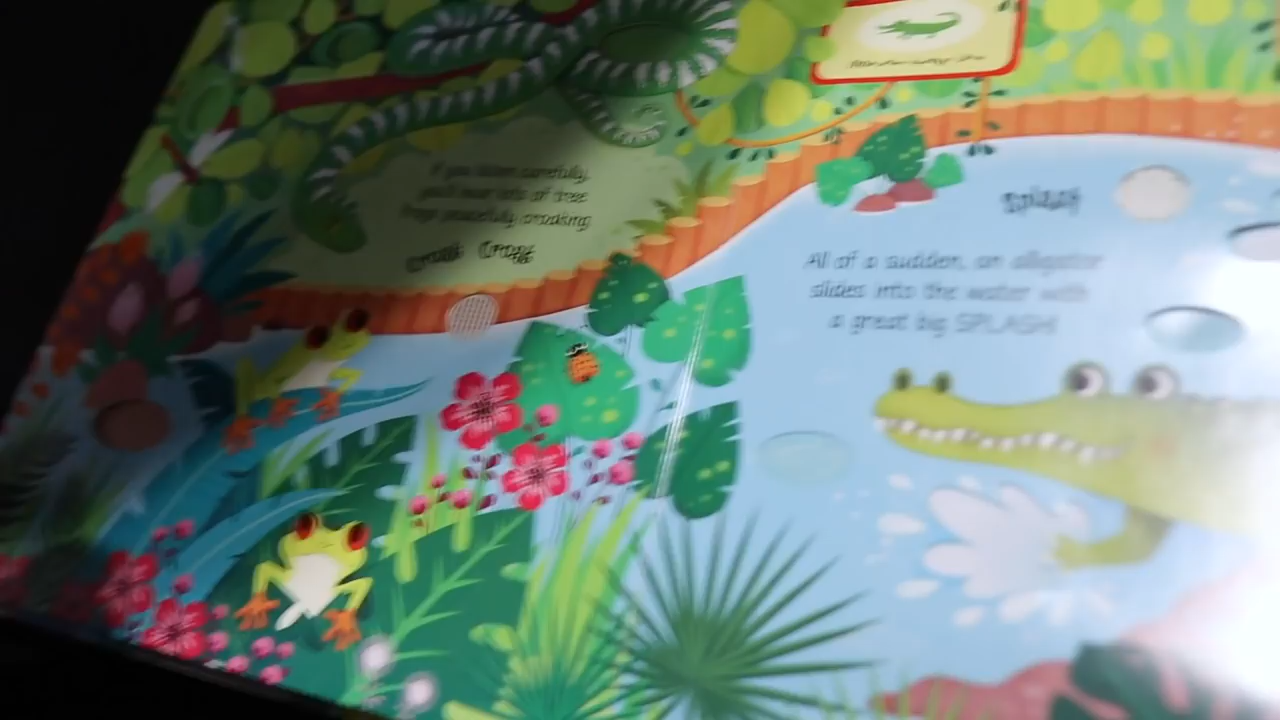 If you listen carefully,
you'll hear lots of tree
frogs peacefully croaking
Croak Croak
SPLASH
All of a sudden, an alligator
slides into the water with
a great big SPLASH!